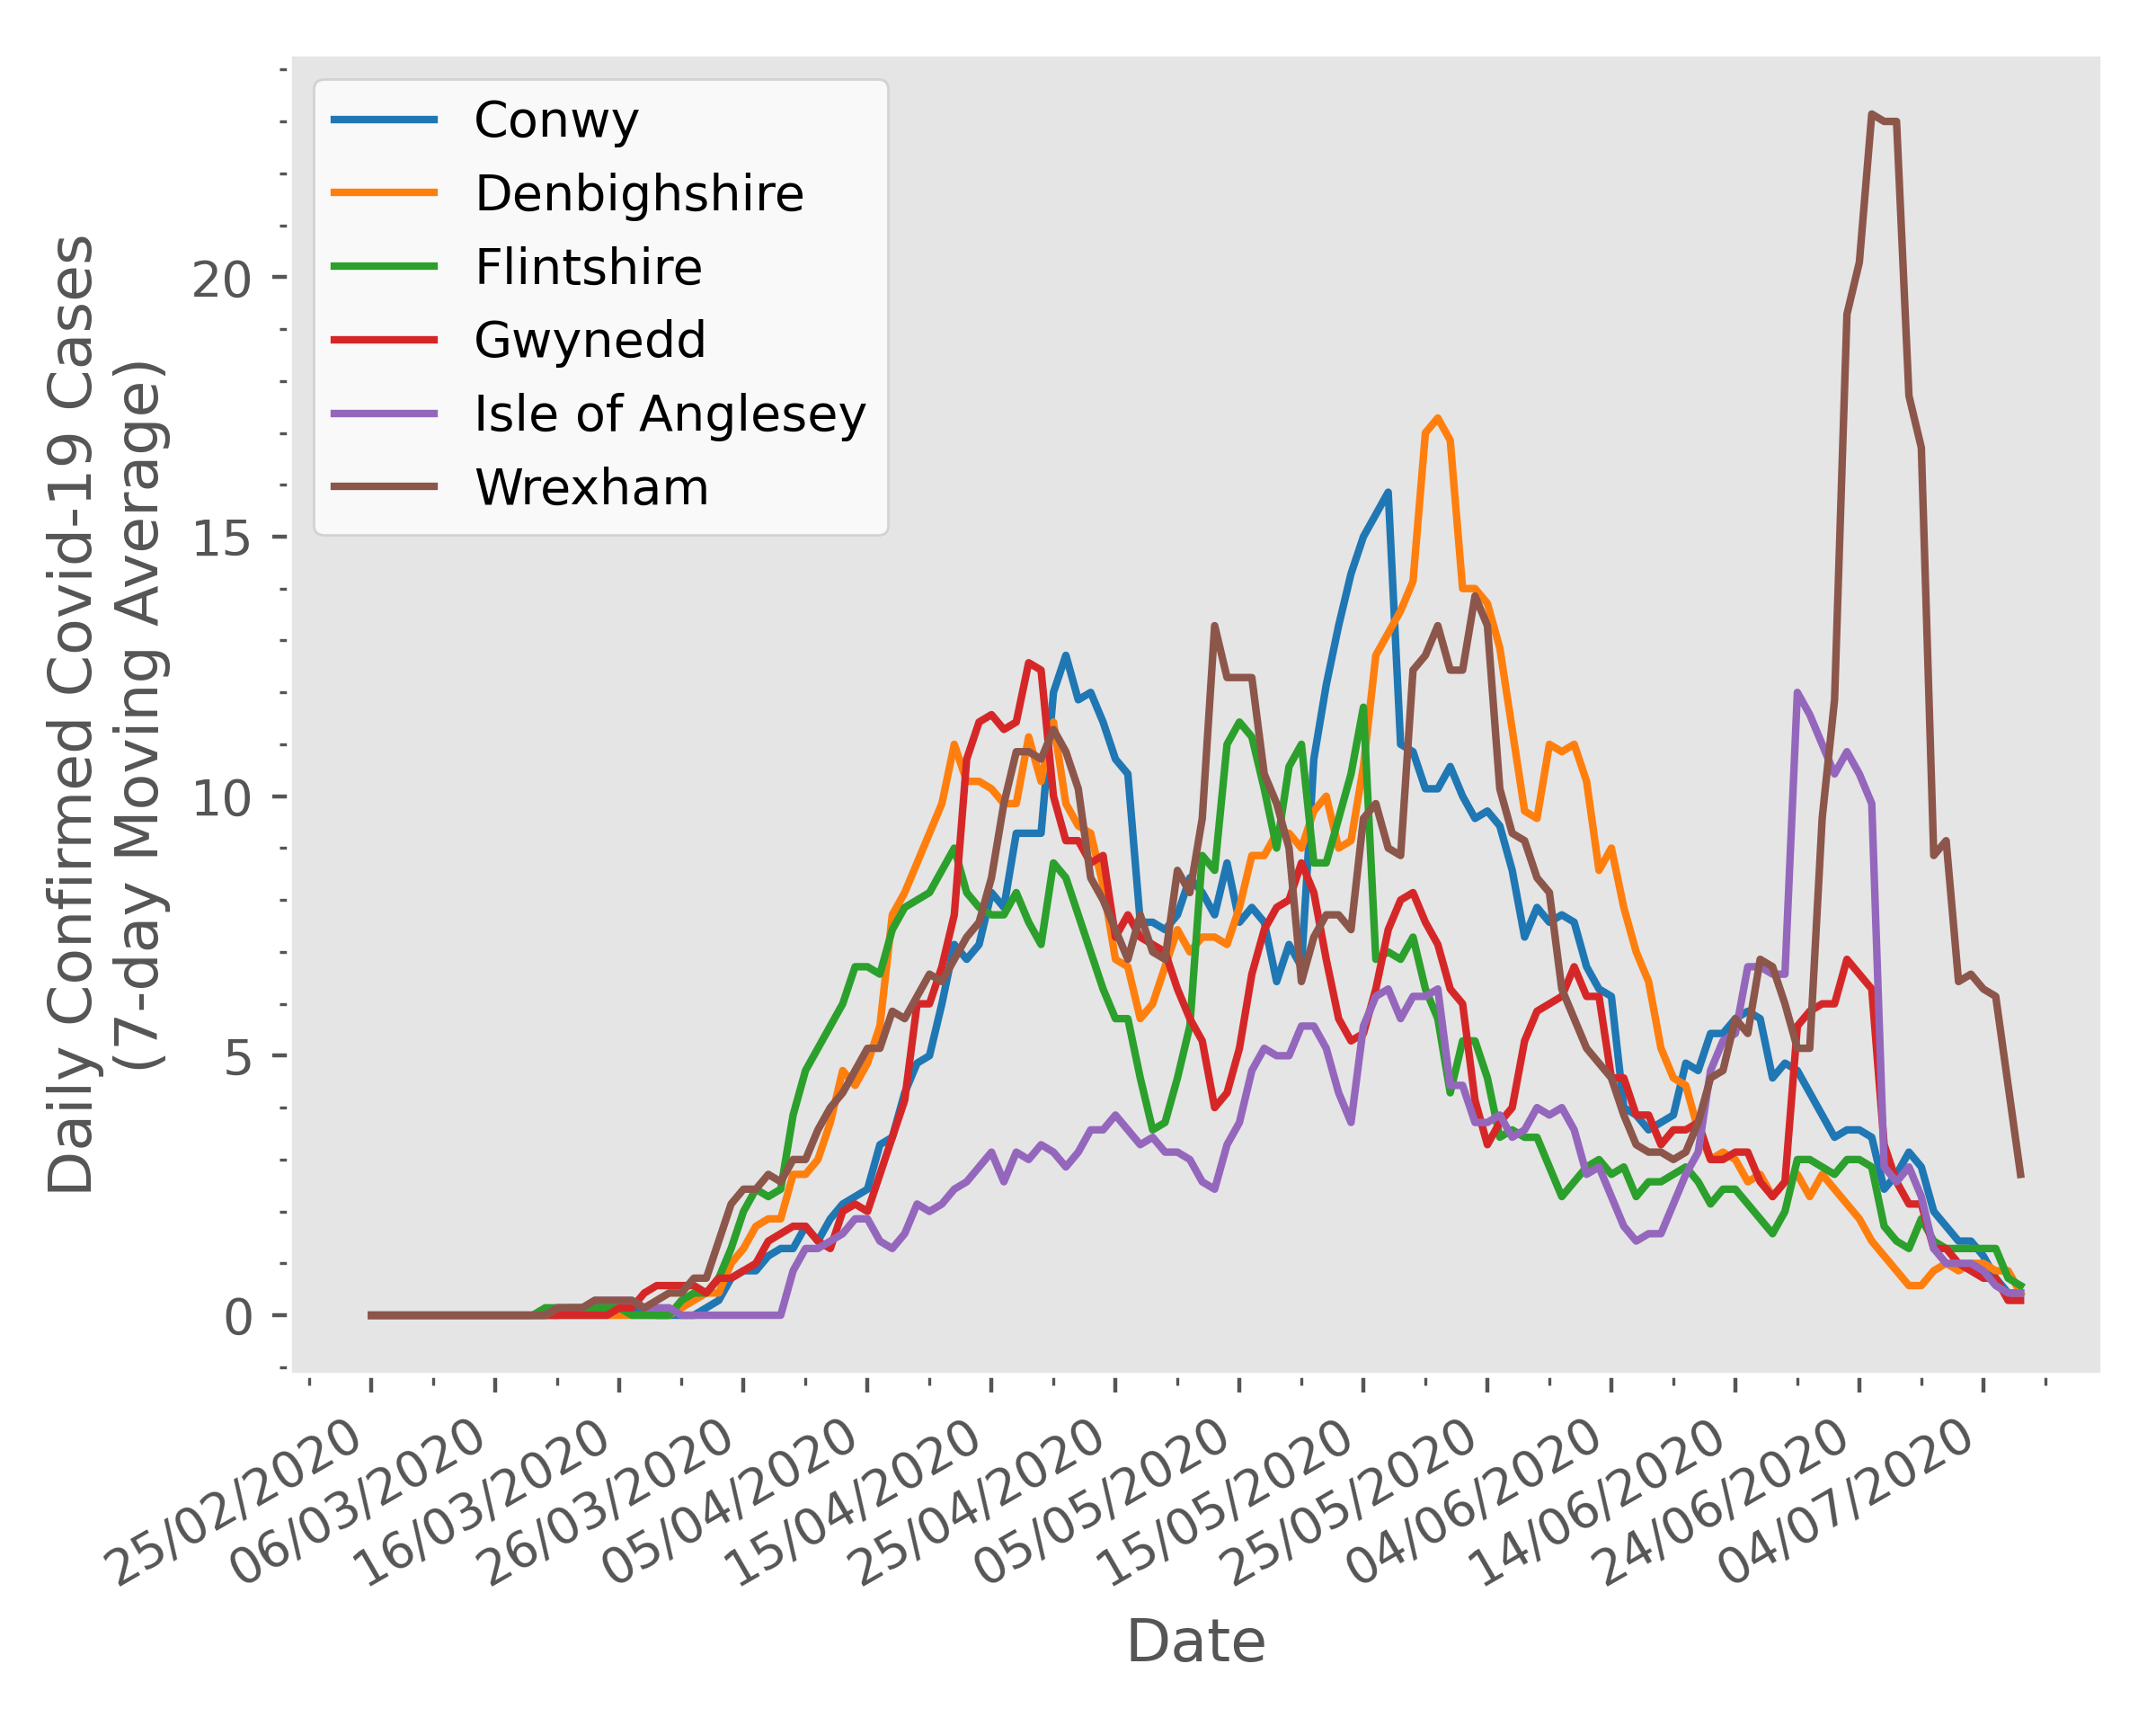 Conwy
Denbighshire
Flintshire
Gwynedd
Isle of Anglesey
Wrexham
Daily Confirmed Covid-19 Cases
(7-day Moving Average)
20
15
10
5
0
25/02/2020
06/03/2020
16/03/2020
26/03/2020
05/04/2020
15/04/2020
25/04/2020
05/05/2020
15/05/2020
25/05/2020
04/06/2020
14/06/2020
24/06/2020
04/07/2020
Date